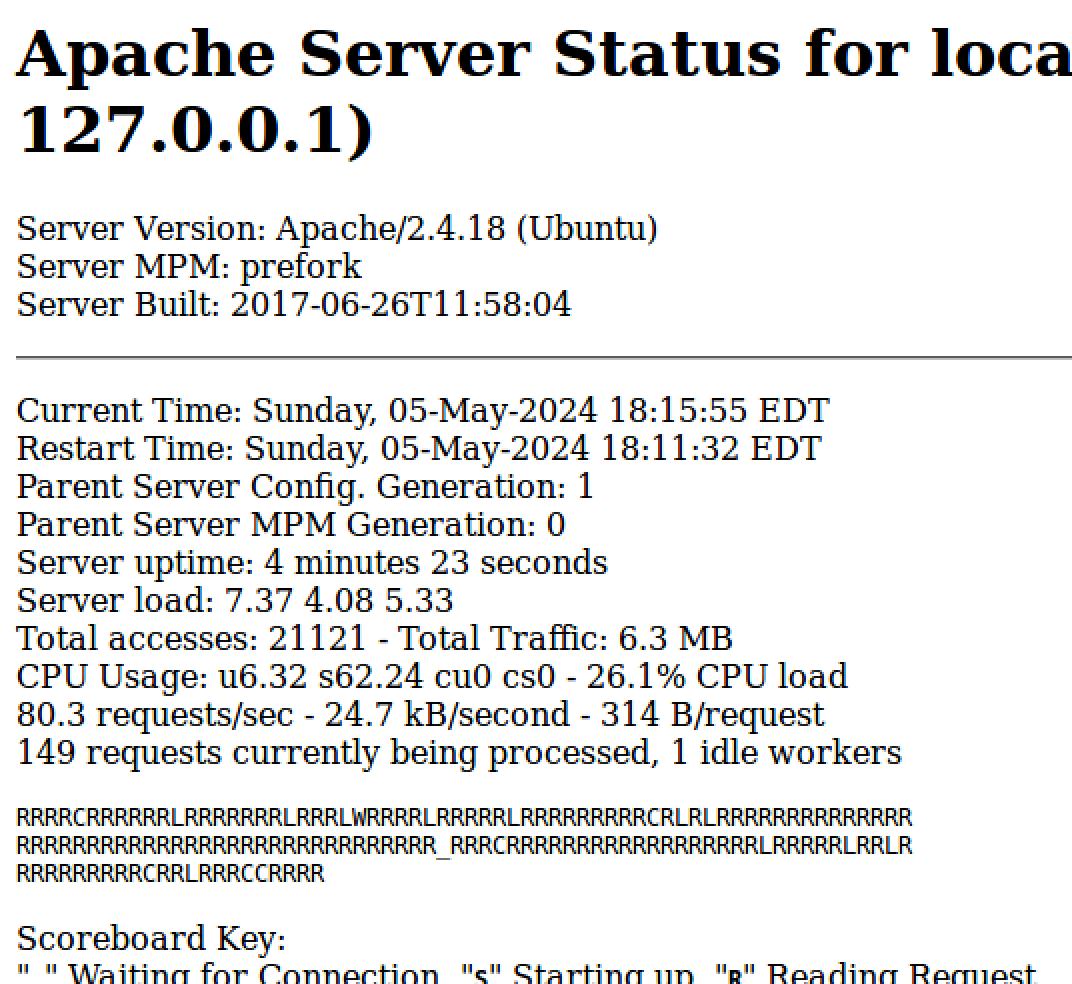 Apache Server Status for loca
127.0.0.1)
Server Version: Apache/2.4.18 (Ubuntu)
Server MPM: prefork
Server Built: 2017-06-26T11:58:04
Current Time: Sunday, 05-May-2024 18:15:55 EDT
Restart Time: Sunday, 05-May-2024 18:11:32 EDT
Parent Server Config. Generation: 1
Parent Server MPM Generation: 0
Server uptime: 4 minutes 23 seconds
Server load: 7.37 4.08 5.33
Total accesses: 21121 - Total Traffic: 6.3 MB
CPU Usage: u6.32 s62.24 cu0 cs0 - 26.1% CPU load
80.3 requests/sec - 24.7 kB/second - 314 B/request
149 requests currently being processed, 1 idle workers
RRRRCRRRRRRLRRRRRRRLRRRLWRRRRLRRRRRLRRRRRRRRRCRLRLRRRRRRRRRRRRRR
RRRRRRRRRRRRRRRRRRRRRRRRRRRRRR_RRRCRRRRRRRRRRRRRRRRRRLRRRRRLRRLR
RRRRRRRRRCRRLRRRCCRRRR
Scoreboard Key:
"_" Waiting for Connection, "S" Starting up, "R" Reading Request,